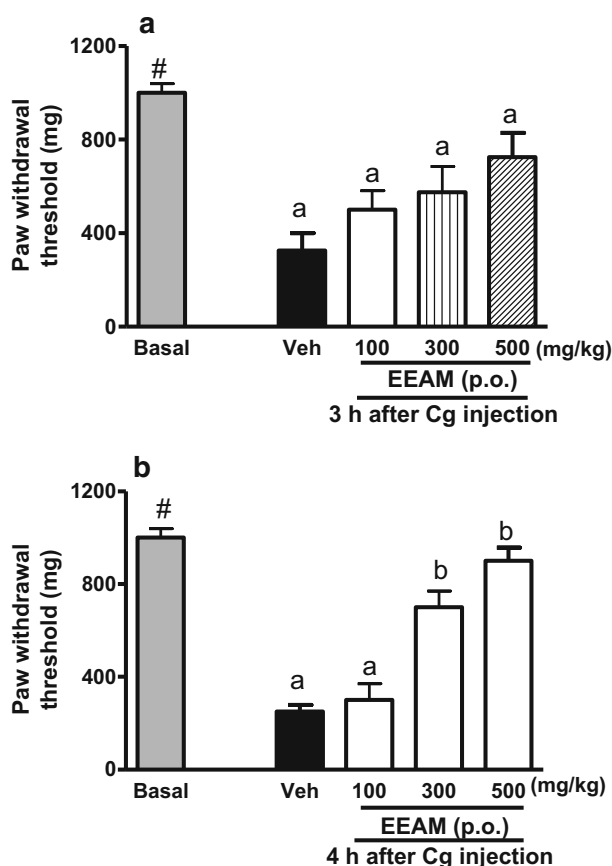 a
1200
#
800
a
a
a
a
400
0
Paw withdrawal
threshold (mg)
Basal
Veh
100
300
500
(mg/kg)
EEAM (p.o.)
3 h after Cg injection
b
1200
#
800
b
b
a
a
400
0
Paw withdrawal
threshold (mg)
Basal
Veh
100
300
500
(mg/kg)
EEAM (p.o.)
4 h after Cg injection